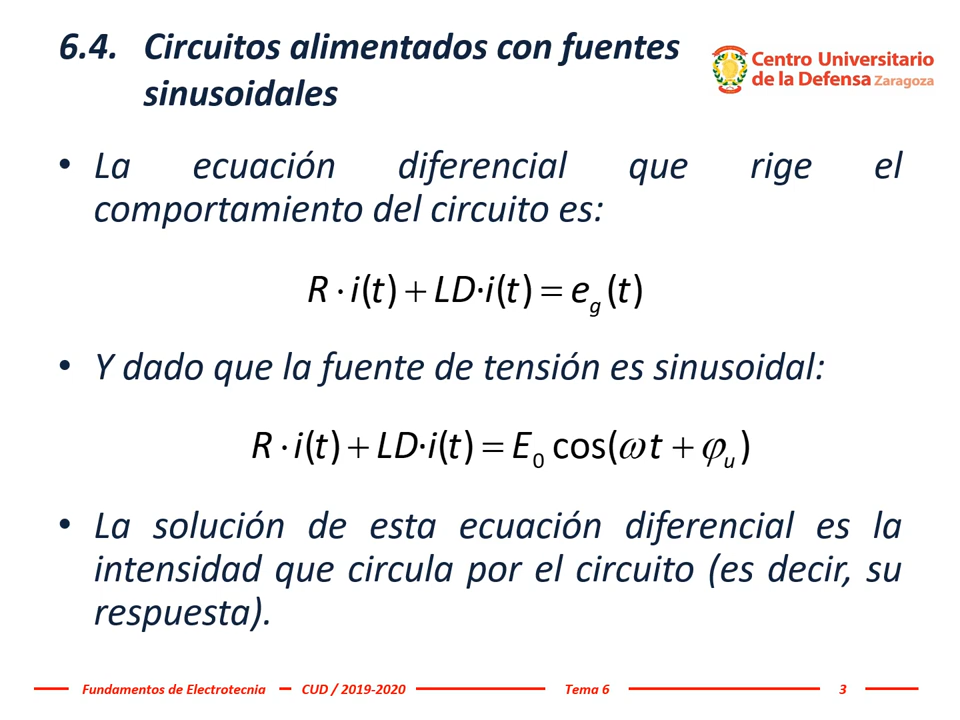 6.4. Circuitos alimentados con fuentes
sinusoidales
Centro Universitario
de la Defensa Zaragoza
• La ecuación diferencial que rige el
comportamiento del circuito es:
R · i(t) + LD·i(t) = e_g (t)
• Y dado que la fuente de tensión es sinusoidal:
R · i(t) + LD·i(t) = E_0 cos(ω t + φ_u )
• La solución de esta ecuación diferencial es la
intensidad que circula por el circuito (es decir, su
respuesta).
Fundamentos de Electrotecnia CUD / 2019-2020 Tema 6 3